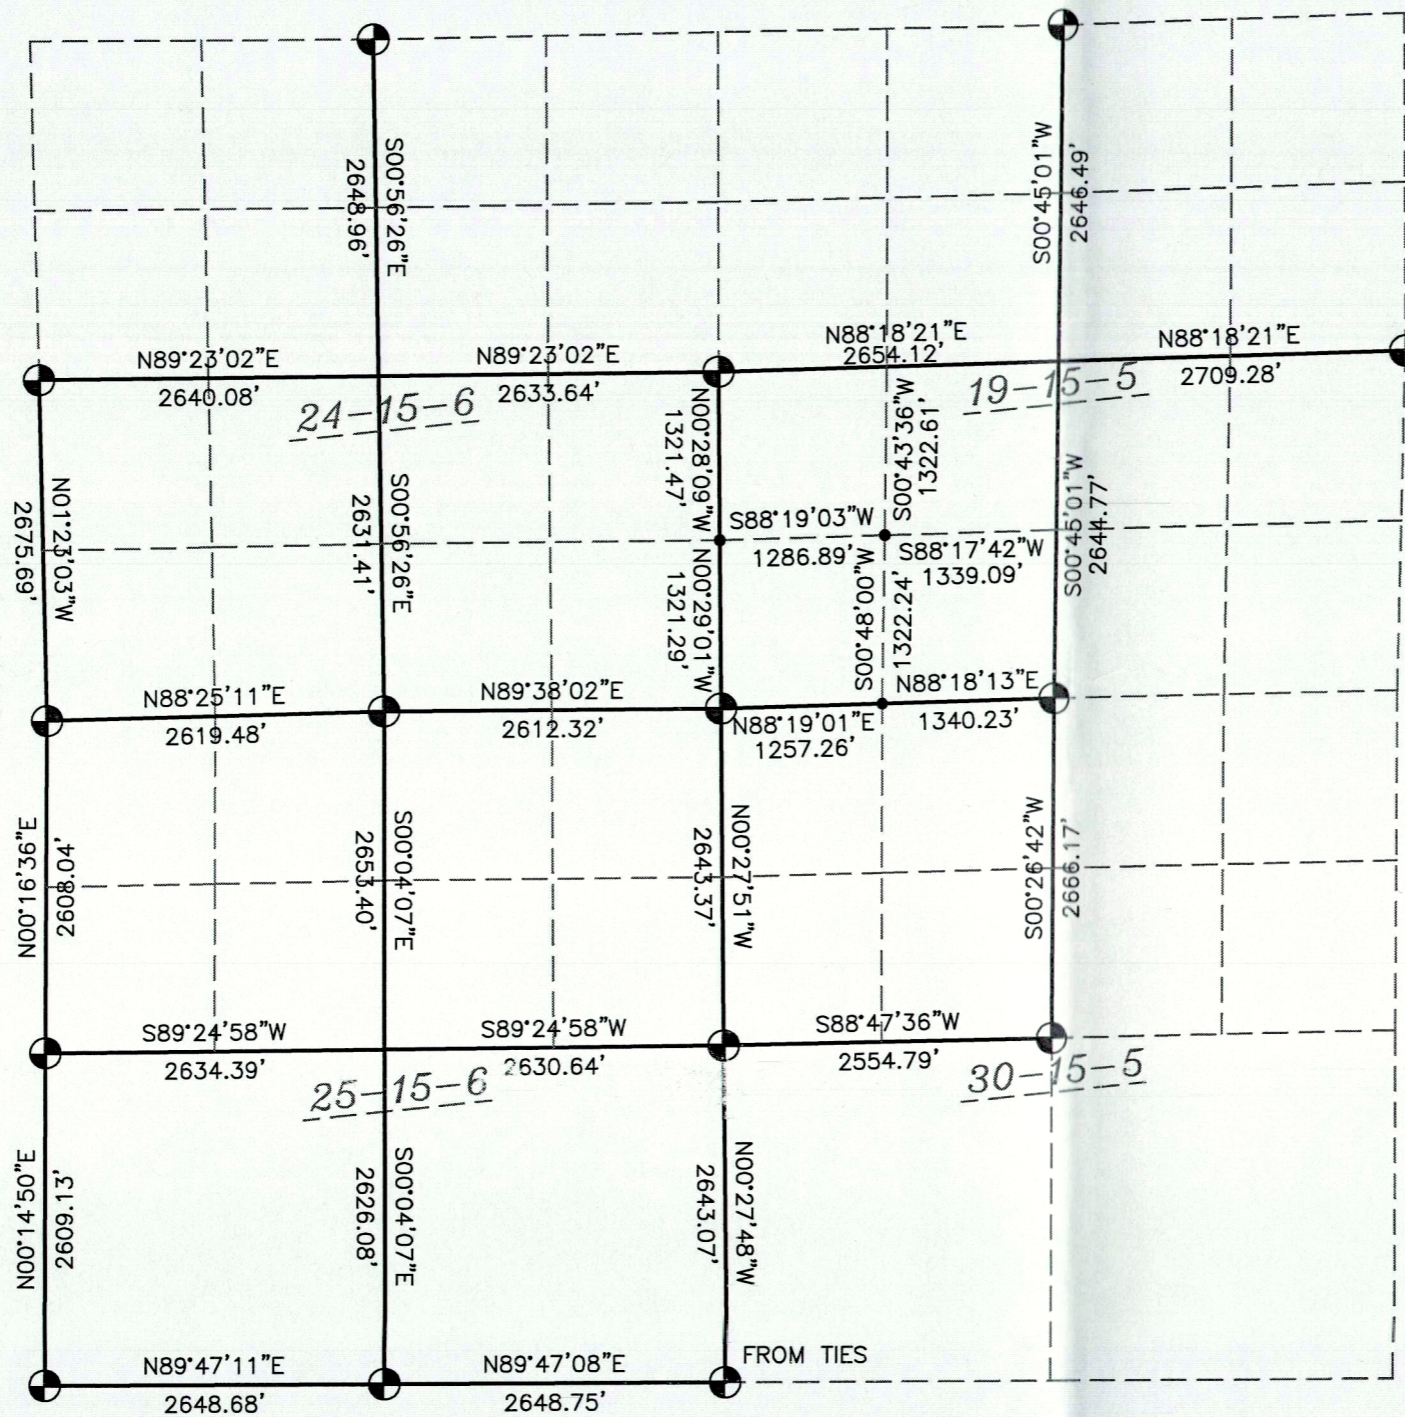 S00°56'26"E
2648.96'
S00°45'01"W
2646.49'
N89°23'02"E
2640.08'
N89°23'02"E
2633.64'
N88°18'21"E
2654.12'
N88°18'21"E
2709.28'
24-15-6
19-15-5
N01°23'03"W
2675.69'
S00°56'26"E
2631.41'
N00°28'09"W
1321.47'
S00°43'36"W
1322.61'
S00°45'01"W
2644.77'
S88°19'03"W
1286.89'
S88°17'42"W
1339.09'
N00°29'01"W
1321.29'
S00°48'00"W
1322.24'
N88°25'11"E
2619.48'
N89°38'02"E
2612.32'
N88°19'01"E
1257.26'
N88°18'13"E
1340.23'
N00°16'36"E
2608.04'
S00°04'07"E
2653.40'
N00°27'51"W
2643.37'
S00°26'42"W
2666.17'
S89°24'58"W
2634.39'
S89°24'58"W
2630.64'
S88°47'36"W
2554.79'
25-15-6
30-15-5
N00°14'50"E
2609.13'
S00°04'07"E
2626.08'
N00°27'48"W
2643.07'
FROM TIES
N89°47'11"E
2648.68'
N89°47'08"E
2648.75'